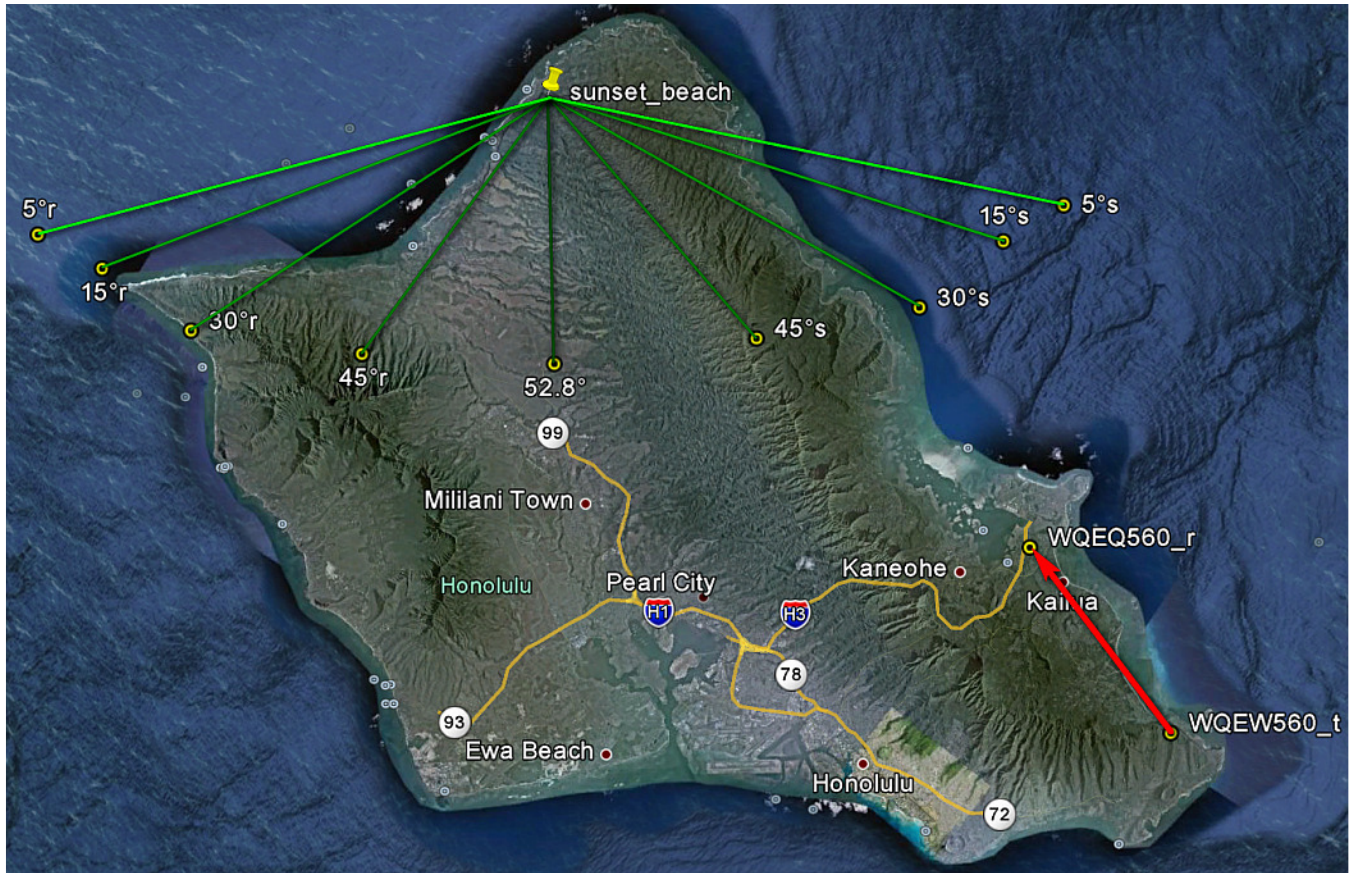 sunset_beach
5°r
5°s
15°s
15°r
30°s
30°r
45°s
45°r
52.8°
99
Mililani Town
WQEQ560_r
Kaneohe
Pearl City
Honolulu
Kailua
H1
H3
78
93
WQEW560_t
Ewa Beach
Honolulu
72